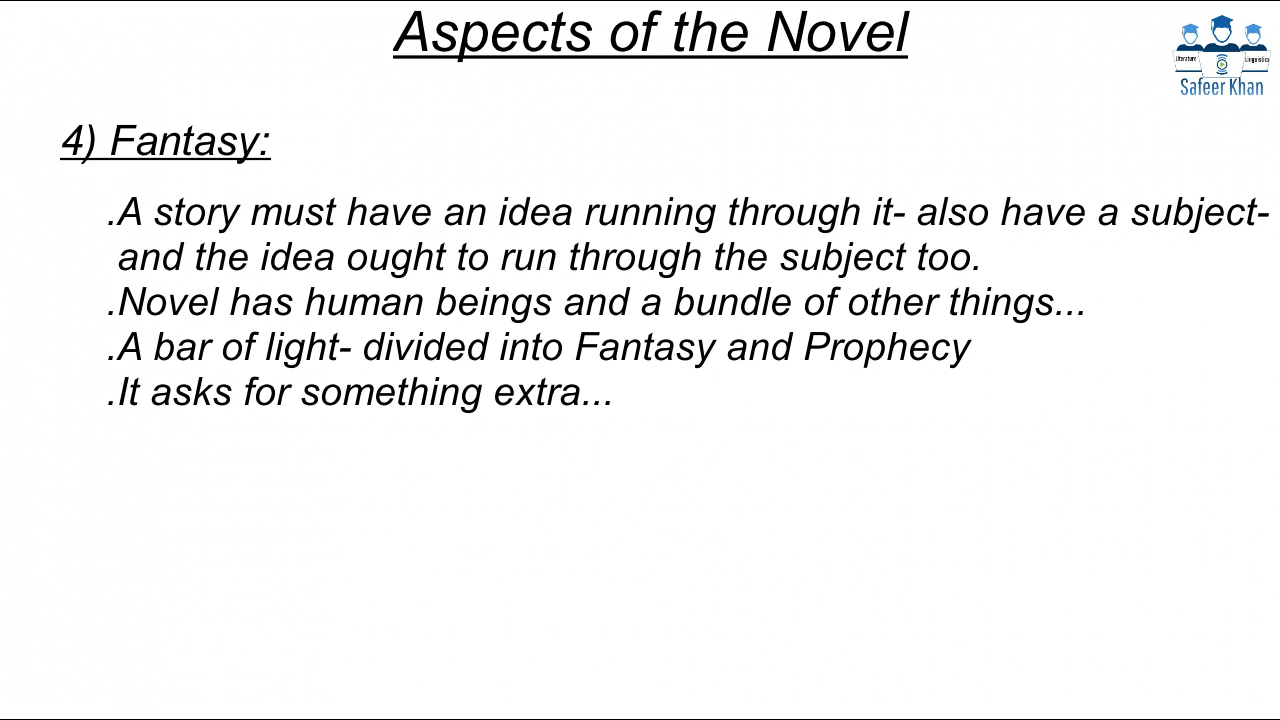 Aspects of the Novel
Literature
Linguistics
Safeer Khan
4) Fantasy:
.A story must have an idea running through it- also have a subject-
and the idea ought to run through the subject too.
.Novel has human beings and a bundle of other things...
.A bar of light- divided into Fantasy and Prophecy
.It asks for something extra...